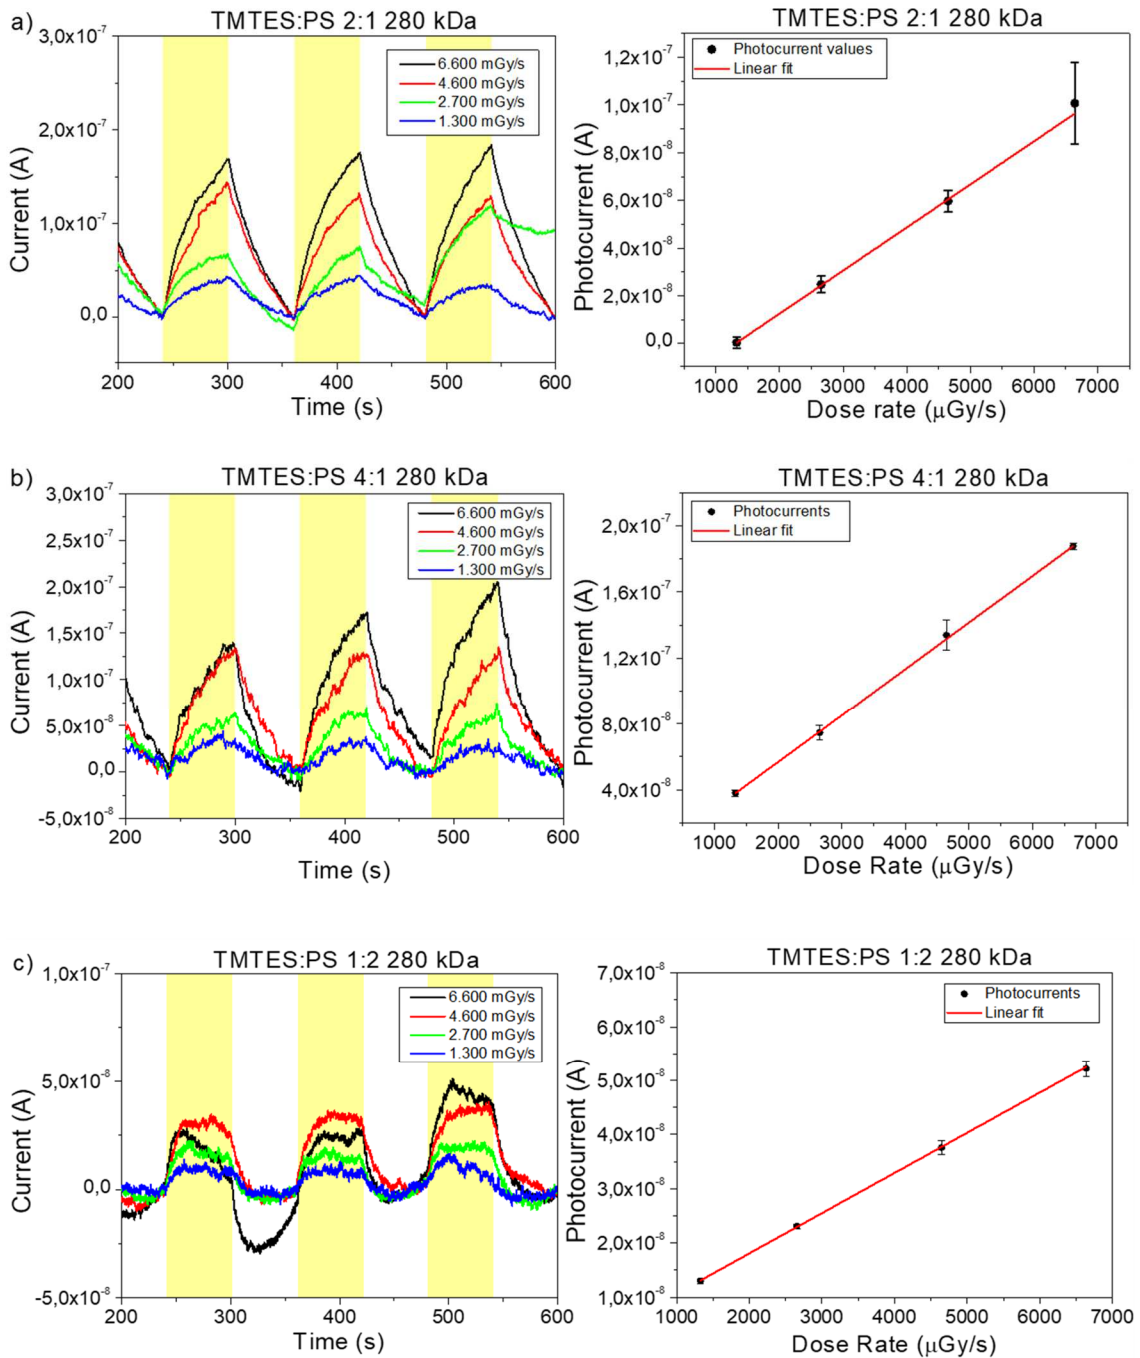 a)
TMTES:PS 2:1 280 kDa
3,0x10⁻⁷
2,0x10⁻⁷
1,0x10⁻⁷
0,0
Current (A)
6.600 mGy/s
4.600 mGy/s
2.700 mGy/s
1.300 mGy/s
200 300 400 500 600
Time (s)
TMTES:PS 2:1 280 kDa
Photocurrent values
Linear fit
1,2x10⁻⁷
1,0x10⁻⁷
8,0x10⁻⁸
6,0x10⁻⁸
4,0x10⁻⁸
2,0x10⁻⁸
0,0
Photocurrent (A)
1000 2000 3000 4000 5000 6000 7000
Dose rate (μGy/s)
b)
TMTES:PS 4:1 280 kDa
3,0x10⁻⁷
2,5x10⁻⁷
2,0x10⁻⁷
1,5x10⁻⁷
1,0x10⁻⁷
5,0x10⁻⁸
0,0
-5,0x10⁻⁸
Current (A)
6.600 mGy/s
4.600 mGy/s
2.700 mGy/s
1.300 mGy/s
200 300 400 500 600
Time (s)
TMTES:PS 4:1 280 kDa
Photocurrents
Linear fit
2,0x10⁻⁷
1,6x10⁻⁷
1,2x10⁻⁷
8,0x10⁻⁸
4,0x10⁻⁸
Photocurrent (A)
1000 2000 3000 4000 5000 6000 7000
Dose Rate (μGy/s)
c)
TMTES:PS 1:2 280 kDa
1,0x10⁻⁷
5,0x10⁻⁸
0,0
-5,0x10⁻⁸
Current (A)
6.600 mGy/s
4.600 mGy/s
2.700 mGy/s
1.300 mGy/s
200 300 400 500 600
Time (s)
TMTES:PS 1:2 280 kDa
Photocurrents
Linear fit
7,0x10⁻⁸
6,0x10⁻⁸
5,0x10⁻⁸
4,0x10⁻⁸
3,0x10⁻⁸
2,0x10⁻⁸
1,0x10⁻⁸
Photocurrent (A)
1000 2000 3000 4000 5000 6000 7000
Dose Rate (μGy/s)